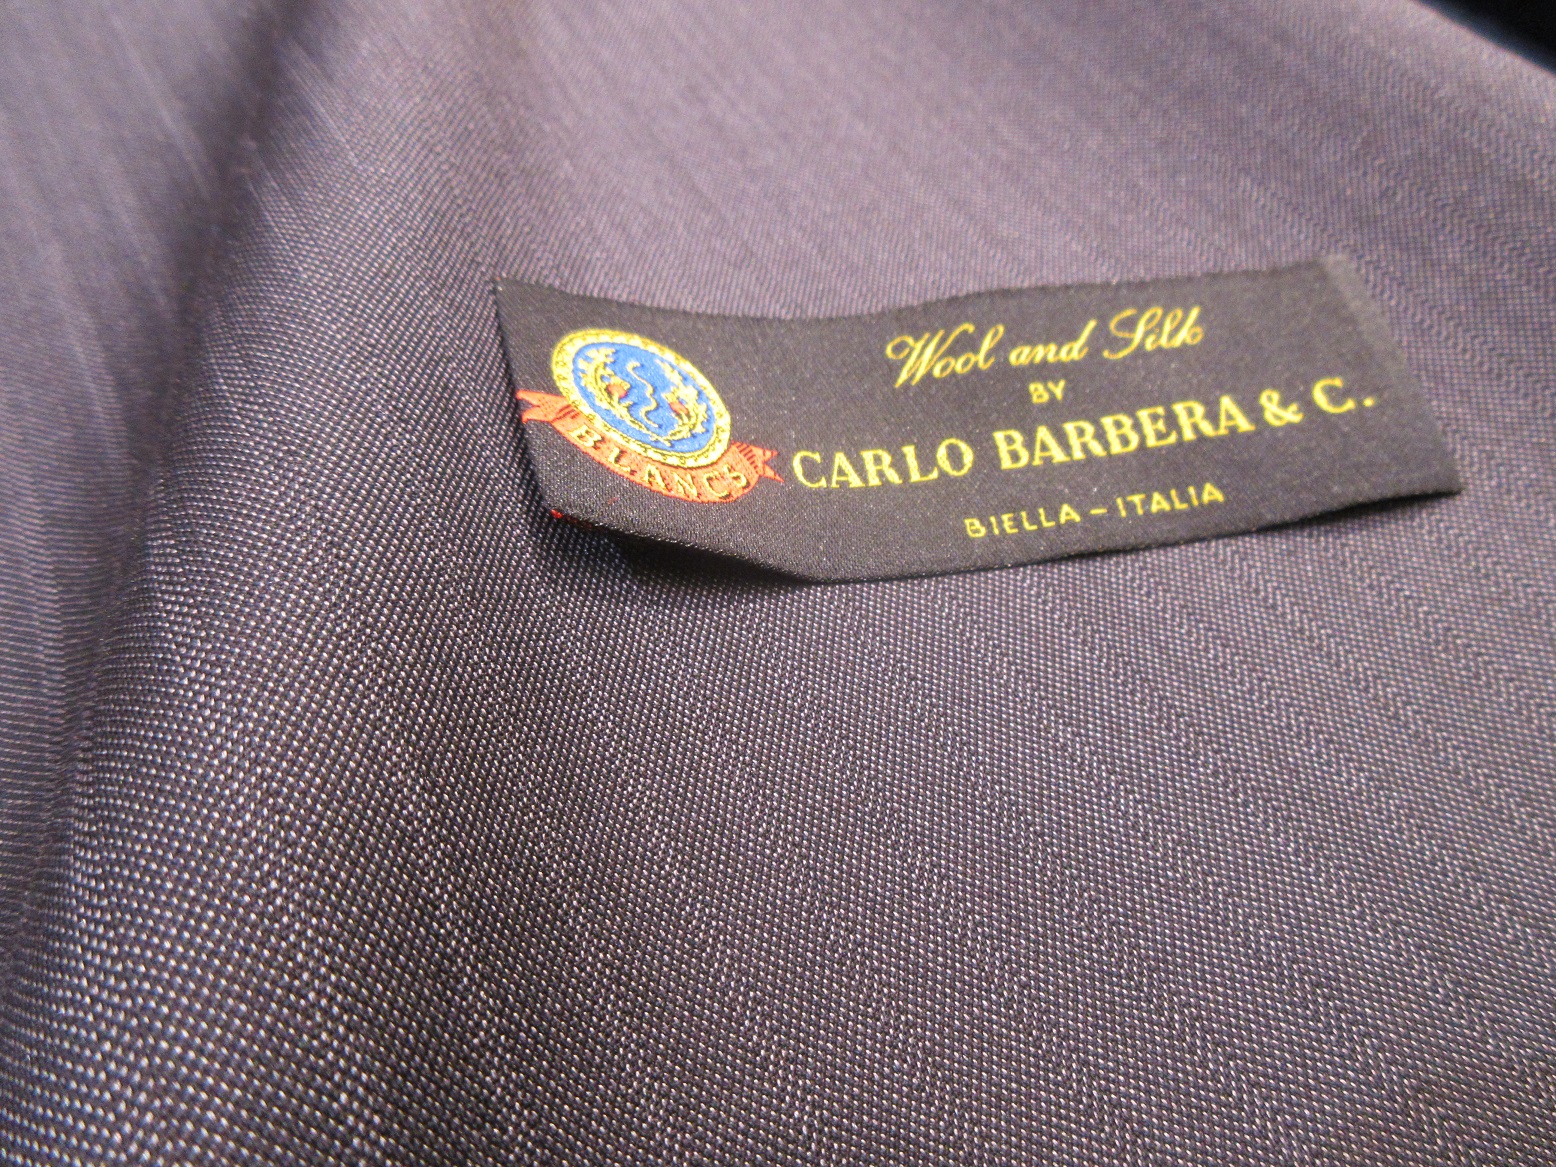 Wool and Silk
BY
CARLO BARBERA & C.
BIELLA - ITALIA
BLANCS